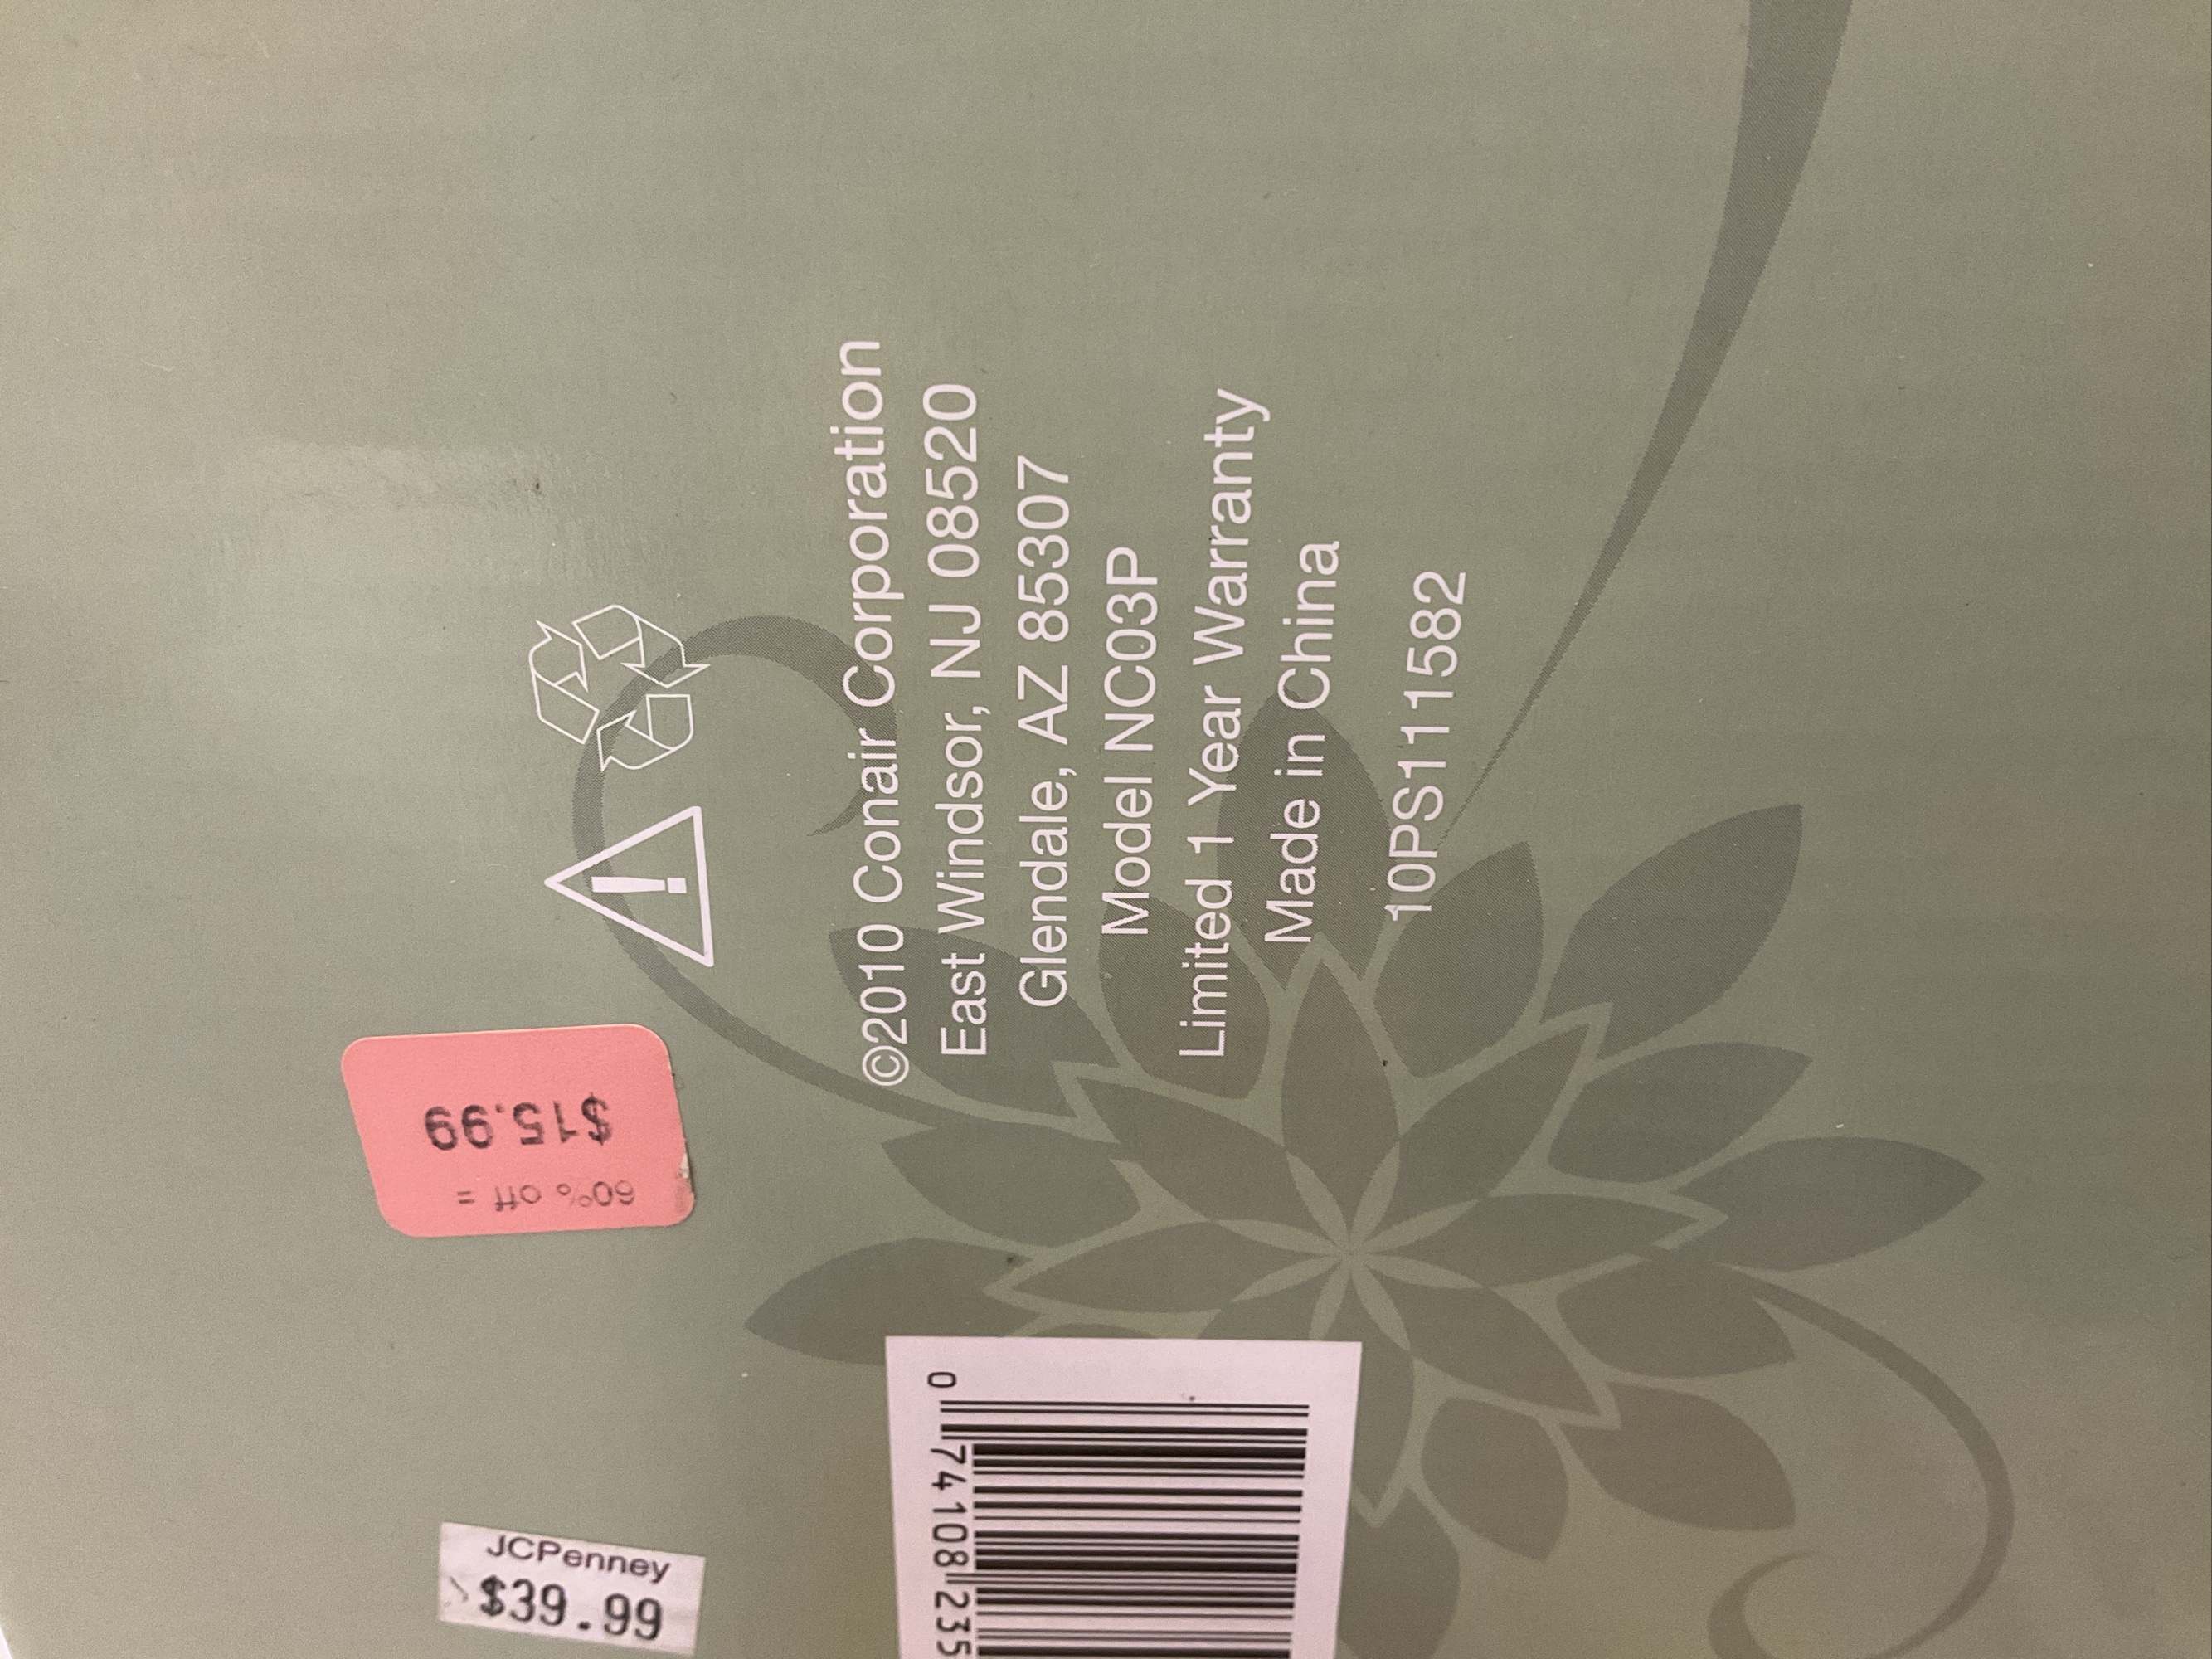 ©2010 Conair Corporation
East Windsor, NJ 08520
Glendale, AZ 85307
Model NC03P
Limited 1 Year Warranty
Made in China
10PS111582
60% off =
$15.99
JCPenney
$39.99
0 74108 235